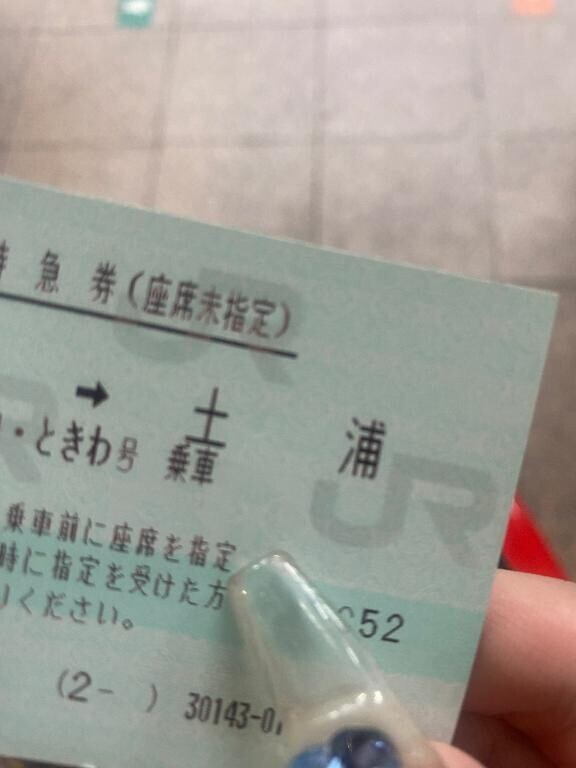 急券(座席未指定)
➡ 土浦
・ときわ号 乗車
乗車前に座席を指定
時に指定を受けた方
りください。
C52
(2- ) 30143-0
JR
JR